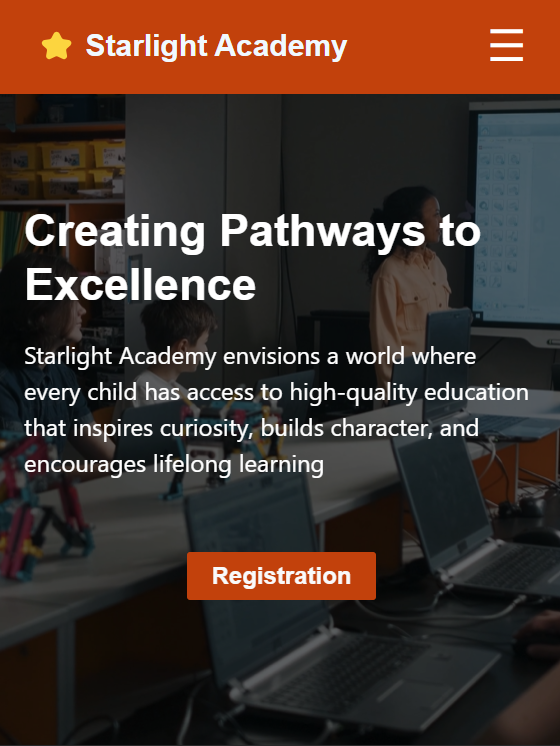 Starlight Academy
Creating Pathways to
Excellence
Starlight Academy envisions a world where
every child has access to high-quality education
that inspires curiosity, builds character, and
encourages lifelong learning
Registration